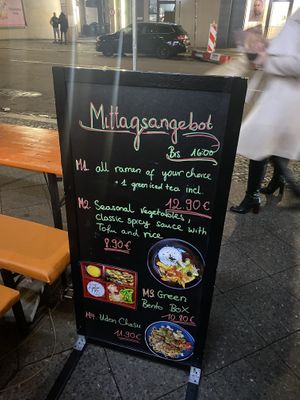 Mittagsangebot
Bis 16:00
M1. all ramen of your choice
+ 1 green iced tea incl.
12.90€
M2. Seasonal vegetables,
classic spicy sauce with
Tofu and rice
8.90€
M3. Green
Bento Box
10.80€
M4. Udon Chasu
11.90€